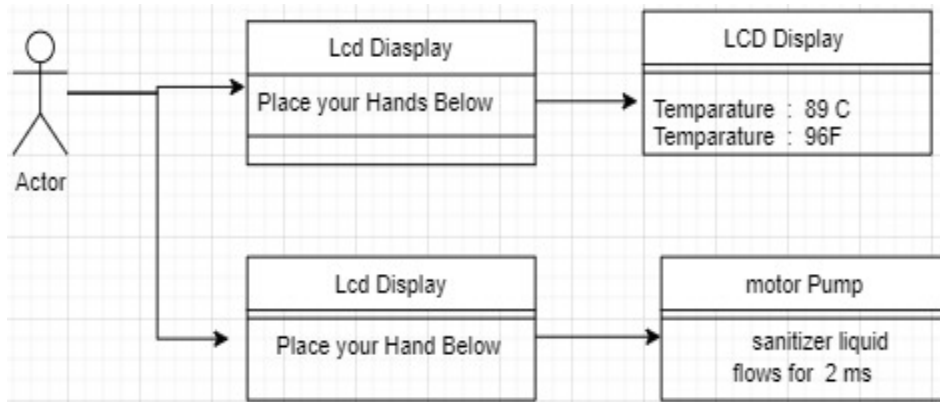 Actor
Lcd Diasplay
Place your Hands Below
LCD Display
Temparature : 89 C
Temparature : 96F
Lcd Display
Place your Hand Below
motor Pump
sanitizer liquid
flows for 2 ms